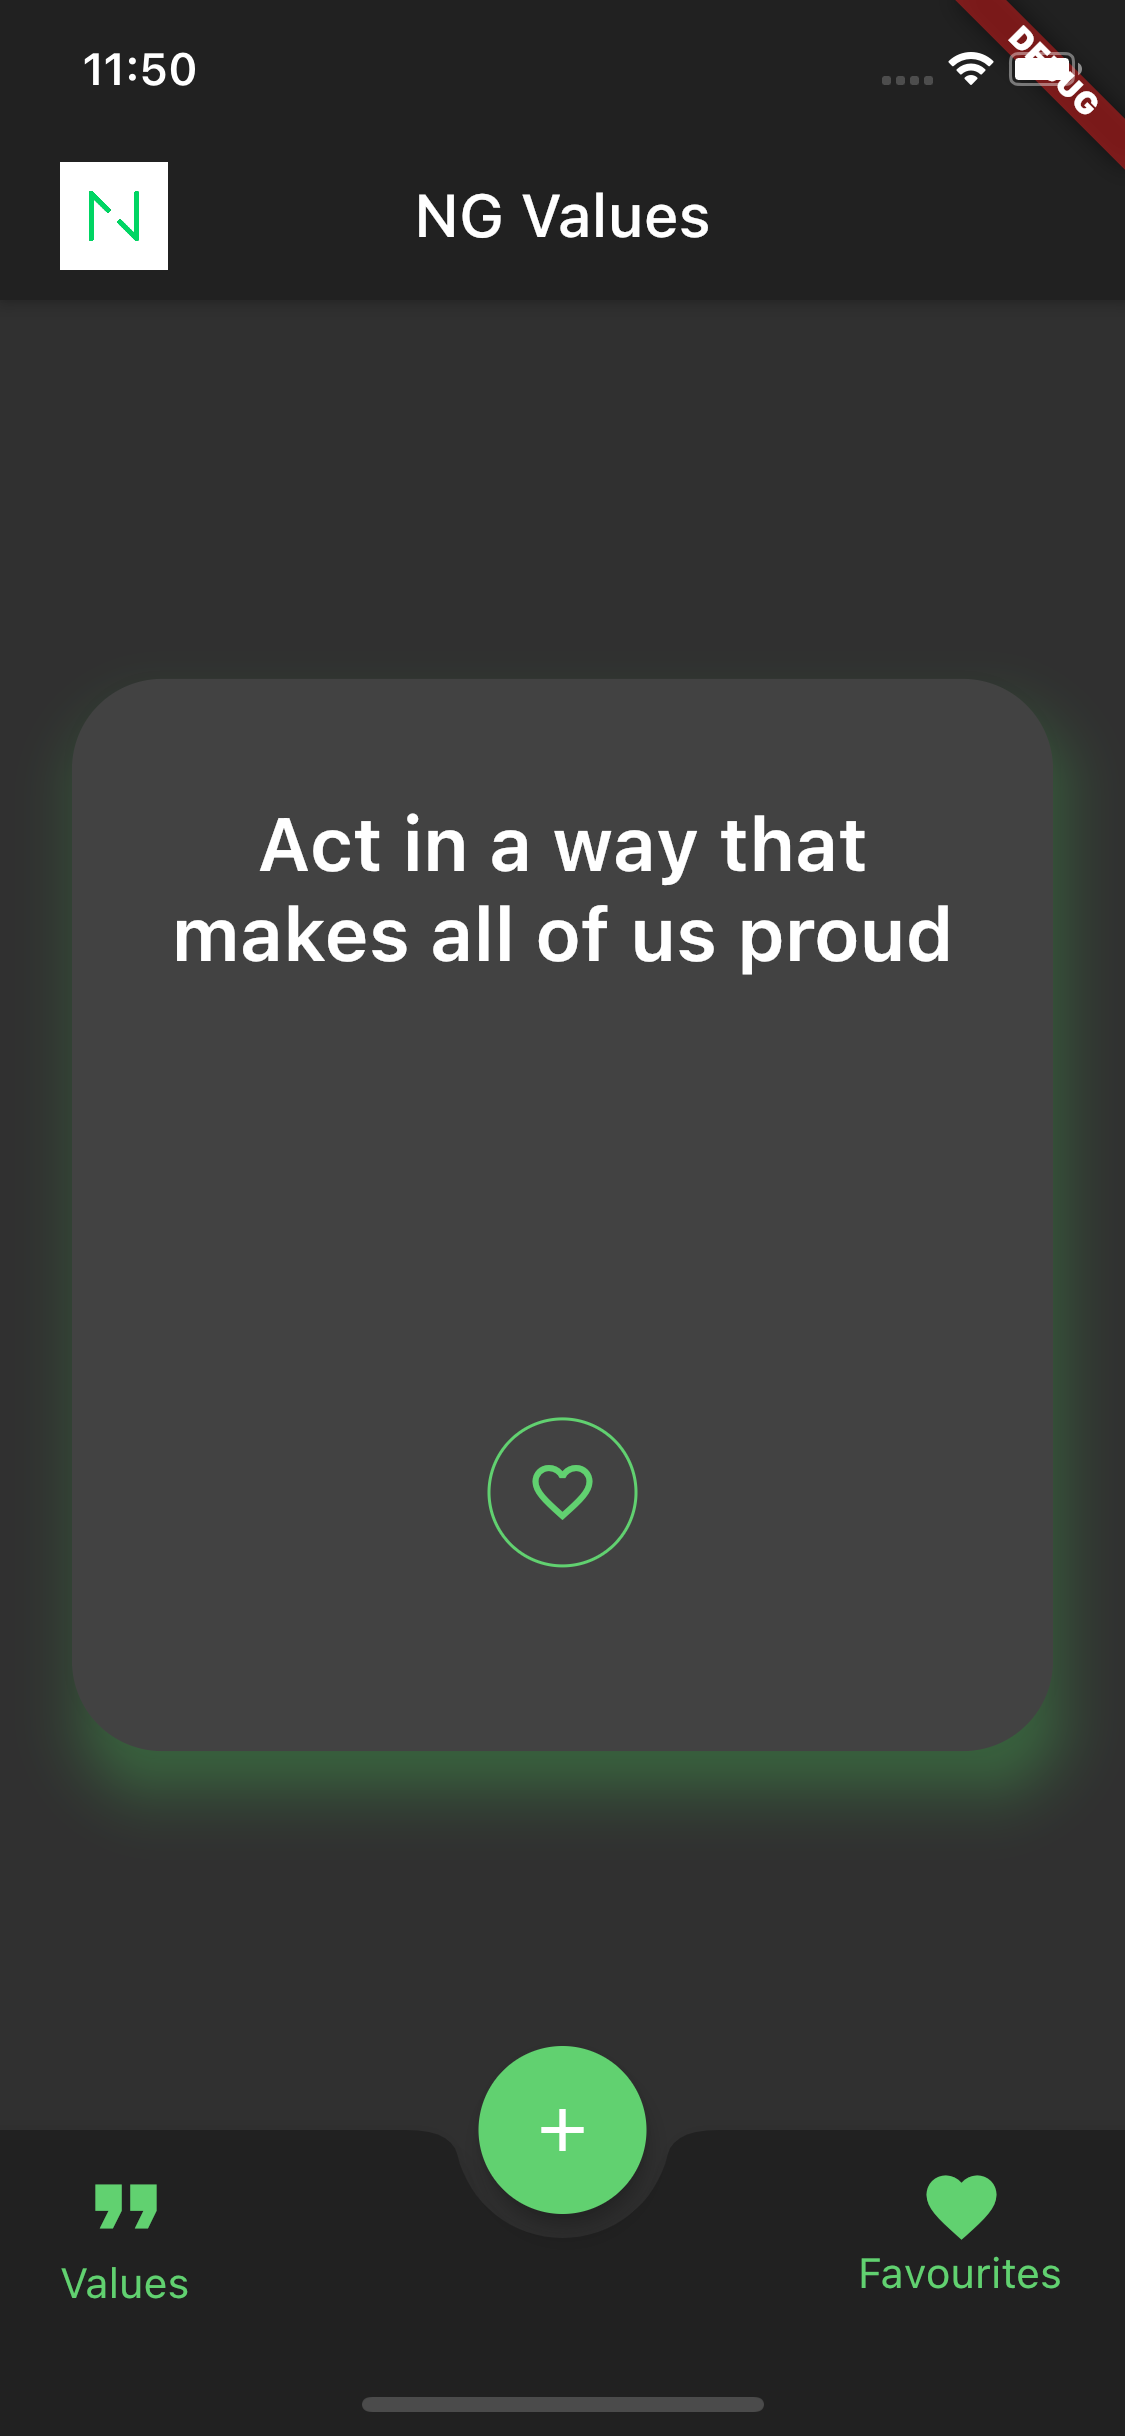 11:50
DEBUG
NG Values
Act in a way that
makes all of us proud
Values
Favourites